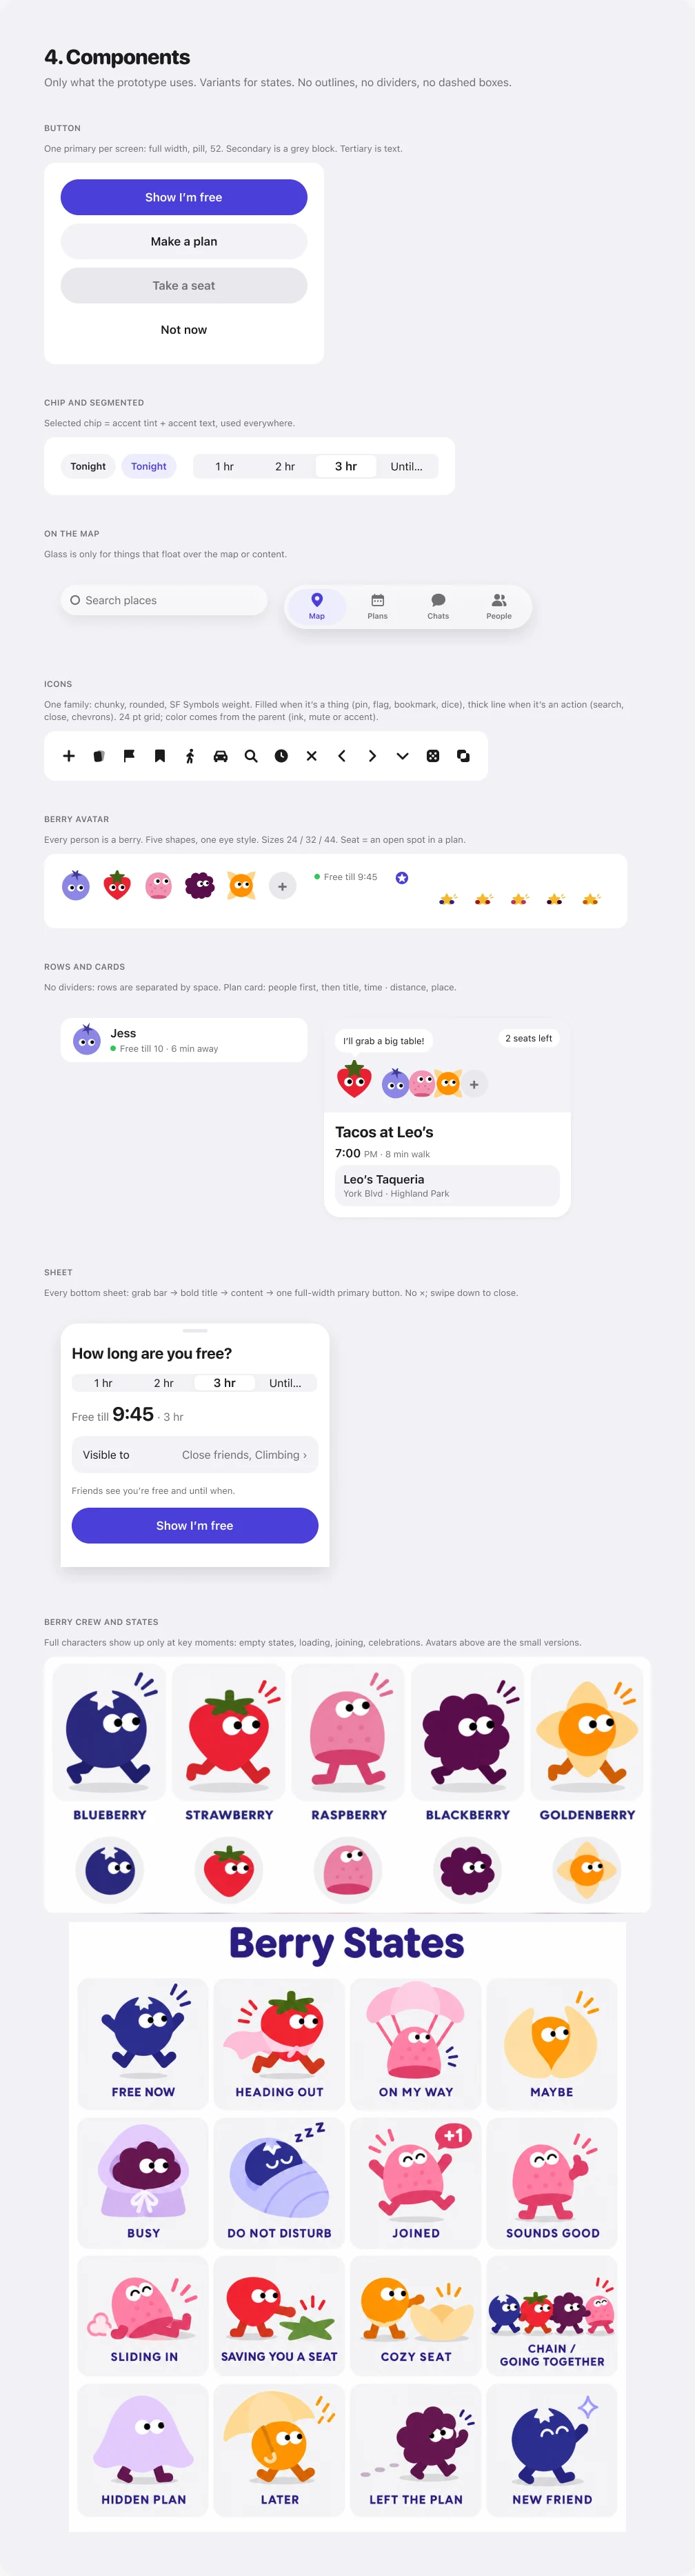 4. Components
Only what the prototype uses. Variants for states. No outlines, no dividers, no dashed boxes.
BUTTON
One primary per screen: full width, pill, 52. Secondary is a grey block. Tertiary is text.
Show I'm free
Make a plan
Take a seat
Not now
CHIP AND SEGMENTED
Selected chip = accent tint + accent text, used everywhere.
Tonight Tonight 1 hr 2 hr 3 hr Until...
ON THE MAP
Glass is only for things that float over the map or content.
Search places
Map Plans Chats People
ICONS
One family: chunky, rounded, SF Symbols weight. Filled when it's a thing (pin, flag, bookmark, dice), thick line when it's an action (search,
close, chevrons). 24 pt grid; color comes from the parent (ink, mute or accent).
BERRY AVATAR
Every person is a berry. Five shapes, one eye style. Sizes 24 / 32 / 44. Seat = an open spot in a plan.
+ Free till 9:45
ROWS AND CARDS
No dividers: rows are separated by space. Plan card: people first, then title, time · distance, place.
Jess
Free till 10 · 6 min away
I'll grab a big table!
2 seats left
+
Tacos at Leo's
7:00 PM · 8 min walk
Leo's Taqueria
York Blvd · Highland Park
SHEET
Every bottom sheet: grab bar → bold title → content → one full-width primary button. No ×; swipe down to close.
How long are you free?
1 hr 2 hr 3 hr Until...
Free till 9:45 · 3 hr
Visible to Close friends, Climbing ›
Friends see you're free and until when.
Show I'm free
BERRY CREW AND STATES
Full characters show up only at key moments: empty states, loading, joining, celebrations. Avatars above are the small versions.
BLUEBERRY STRAWBERRY RASPBERRY BLACKBERRY GOLDENBERRY
Berry States
FREE NOW HEADING OUT ON MY WAY MAYBE
z z z
+1
BUSY DO NOT DISTURB JOINED SOUNDS GOOD
SLIDING IN SAVING YOU A SEAT COZY SEAT CHAIN /
GOING TOGETHER
HIDDEN PLAN LATER LEFT THE PLAN NEW FRIEND